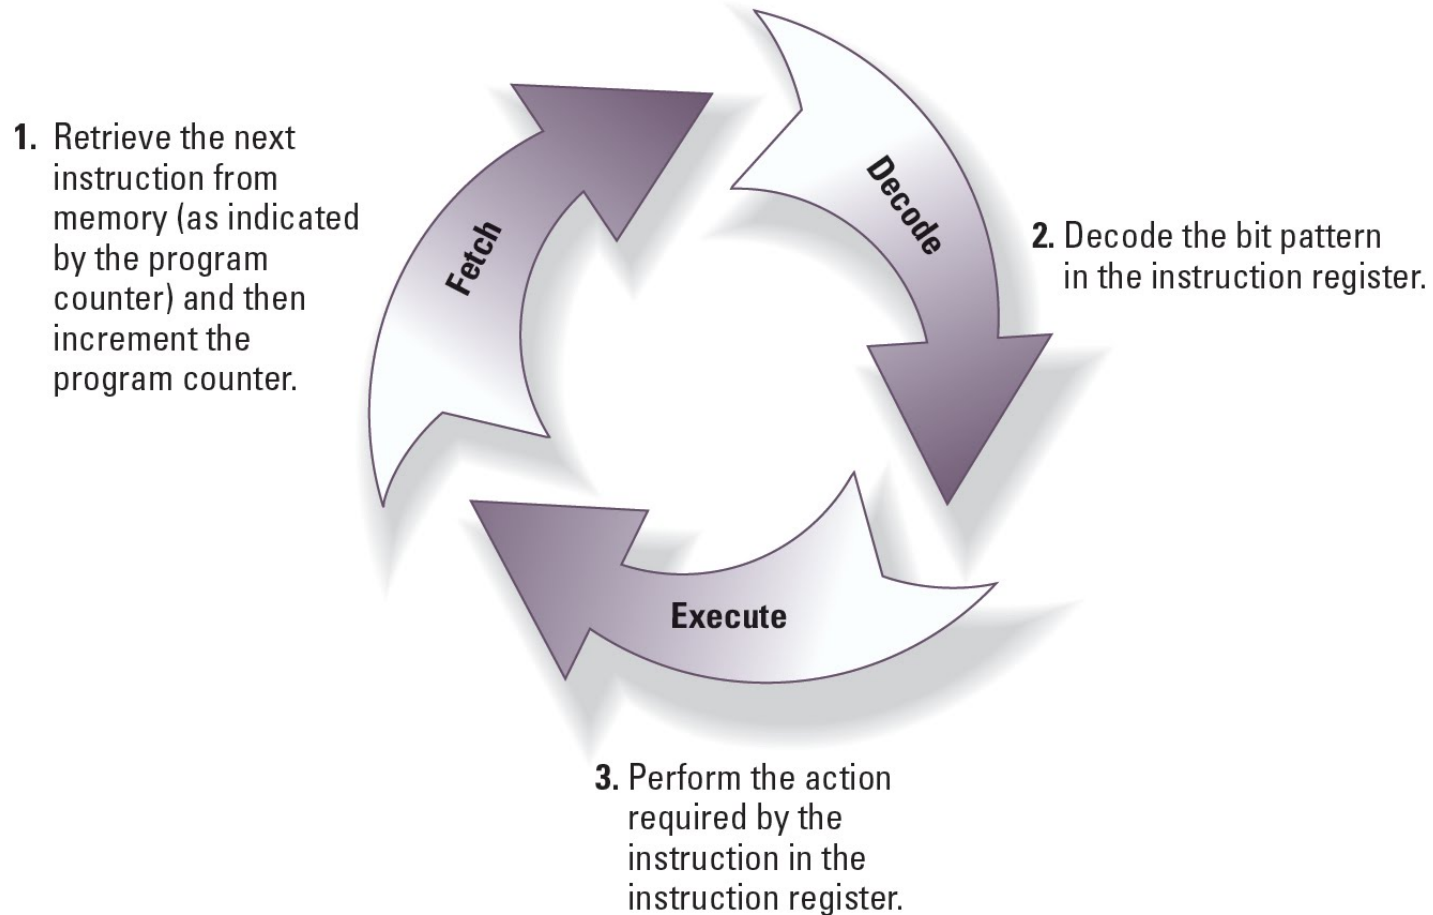 1. Retrieve the next
instruction from
memory (as indicated
by the program
counter) and then
increment the
program counter.
Fetch
Decode
2. Decode the bit pattern
in the instruction register.
Execute
3. Perform the action
required by the
instruction in the
instruction register.